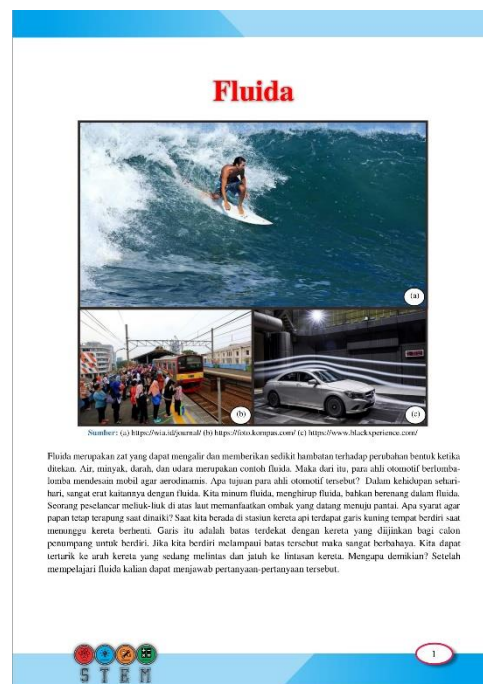 Fluida
(a)
(b)
(c)
Sumber: (a) https://wia.id/journal/ (b) https://foto.kompas.com/ (c) https://www.blackxperience.com/
Fluida merupakan zat yang dapat mengalir dan memberikan sedikit hambatan terhadap perubahan bentuk ketika
ditekan. Air, minyak, darah, dan udara merupakan contoh fluida. Maka dari itu, para ahli otomotif berlomba-
lomba mendesain mobil agar aerodinamis. Apa tujuan para ahli otomotif tersebut? Dalam kehidupan sehari-
hari, sangat erat kaitannya dengan fluida. Kita minum fluida, menghirup fluida, bahkan berenang dalam fluida.
Seorang peselancar meliuk-liuk di atas laut memanfaatkan ombak yang datang menuju pantai. Apa syarat agar
papan tetap terapung saat dinaiki? Saat kita berada di stasiun kereta api terdapat garis kuning tempat berdiri saat
menunggu kereta berhenti. Garis itu adalah batas terdekat dengan kereta yang diijinkan bagi calon
penumpang untuk berdiri. Jika kita berdiri melampaui batas tersebut maka sangat berbahaya. Kita dapat
tertarik ke arah kereta yang sedang melintas dan jatuh ke lintasan kereta. Mengapa demikian? Setelah
mempelajari fluida kalian dapat menjawab pertanyaan-pertanyaan tersebut.
S T E M
1